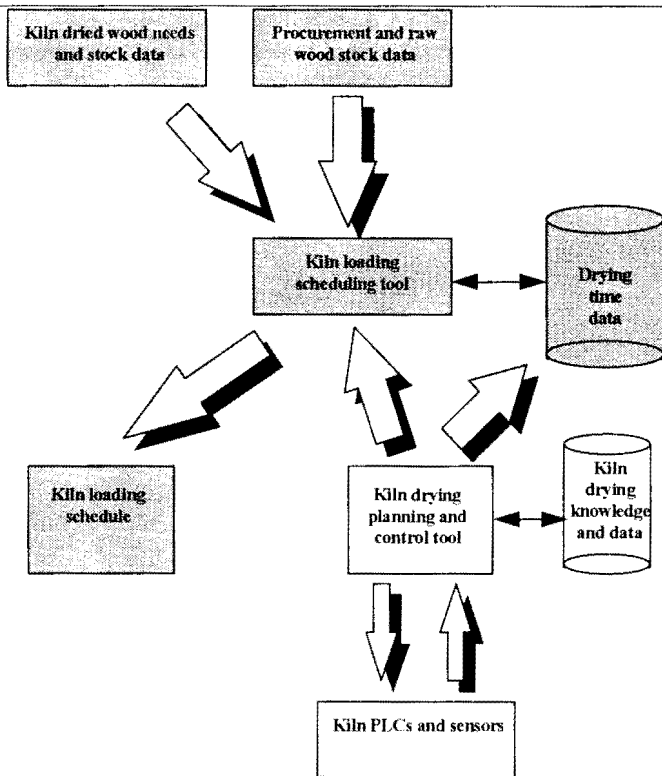 Kiln dried wood needs
and stock data
Procurement and raw
wood stock data
Kiln loading
scheduling tool
Drying
time
data
Kiln loading
schedule
Kiln drying
planning and
control tool
Kiln
drying
knowledge
and data
Kiln PLCs and sensors